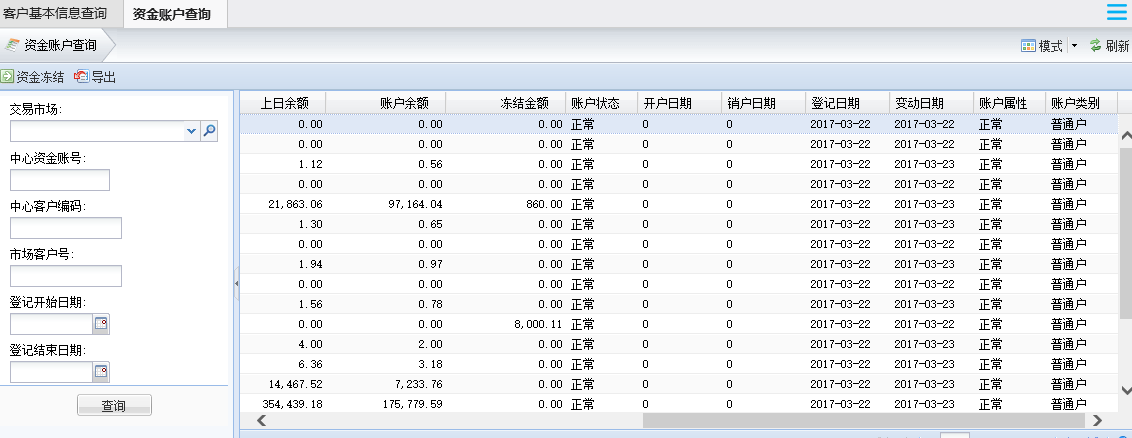 客户基本信息查询 资金账户查询
资金账户查询 模式 刷新
资金冻结 导出
交易市场:
中心资金账号:
中心客户编码:
市场客户号:
登记开始日期:
登记结束日期:
查询
上日余额 账户余额 冻结金额 账户状态 开户日期 销户日期 登记日期 变动日期 账户属性 账户类别
0.00 0.00 0.00 正常 0 0 2017-03-22 2017-03-22 正常 普通户
0.00 0.00 0.00 正常 0 0 2017-03-22 2017-03-22 正常 普通户
1.12 0.56 0.00 正常 0 0 2017-03-22 2017-03-23 正常 普通户
0.00 0.00 0.00 正常 0 0 2017-03-22 2017-03-22 正常 普通户
21,863.06 97,164.04 860.00 正常 0 0 2017-03-22 2017-03-23 正常 普通户
1.30 0.65 0.00 正常 0 0 2017-03-22 2017-03-23 正常 普通户
0.00 0.00 0.00 正常 0 0 2017-03-22 2017-03-22 正常 普通户
1.94 0.97 0.00 正常 0 0 2017-03-22 2017-03-23 正常 普通户
0.00 0.00 0.00 正常 0 0 2017-03-22 2017-03-22 正常 普通户
1.56 0.78 0.00 正常 0 0 2017-03-22 2017-03-23 正常 普通户
0.00 0.00 8,000.11 正常 0 0 2017-03-22 2017-03-22 正常 普通户
4.00 2.00 0.00 正常 0 0 2017-03-22 2017-03-23 正常 普通户
6.36 3.18 0.00 正常 0 0 2017-03-22 2017-03-23 正常 普通户
14,467.52 7,233.76 0.00 正常 0 0 2017-03-22 2017-03-23 正常 普通户
354,439.18 175,779.59 0.00 正常 0 0 2017-03-22 2017-03-23 正常 普通户